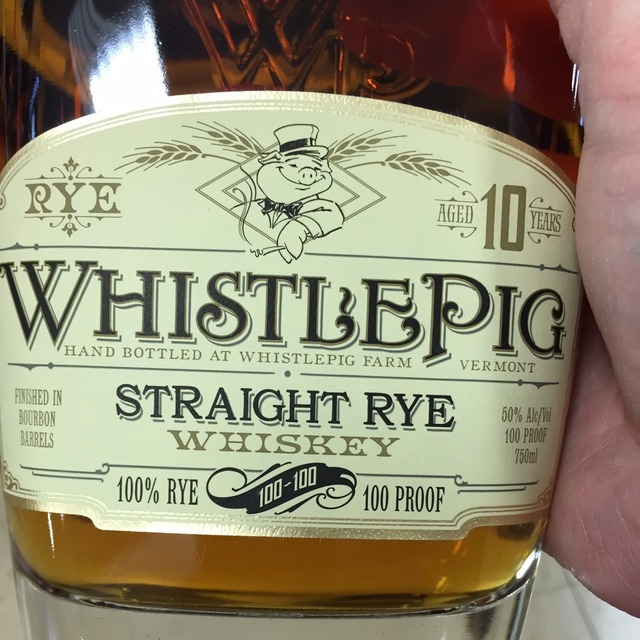 WP
RYE
AGED 10 YEARS
WHISTLEPIG
HAND BOTTLED AT WHISTLEPIG FARM VERMONT
FINISHED IN
BOURBON
BARRELS
STRAIGHT RYE
WHISKEY
50% Alc/Vol
100 PROOF
750ml
100% RYE 100-100 100 PROOF